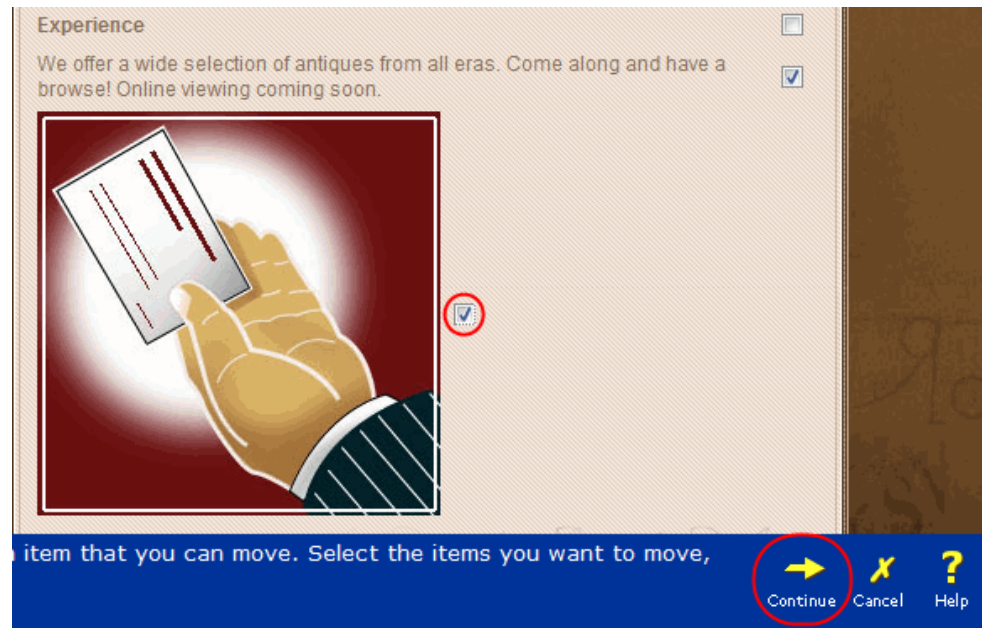 Experience
We offer a wide selection of antiques from all eras. Come along and have a
browse! Online viewing coming soon.
item that you can move. Select the items you want to move,
Continue Cancel Help